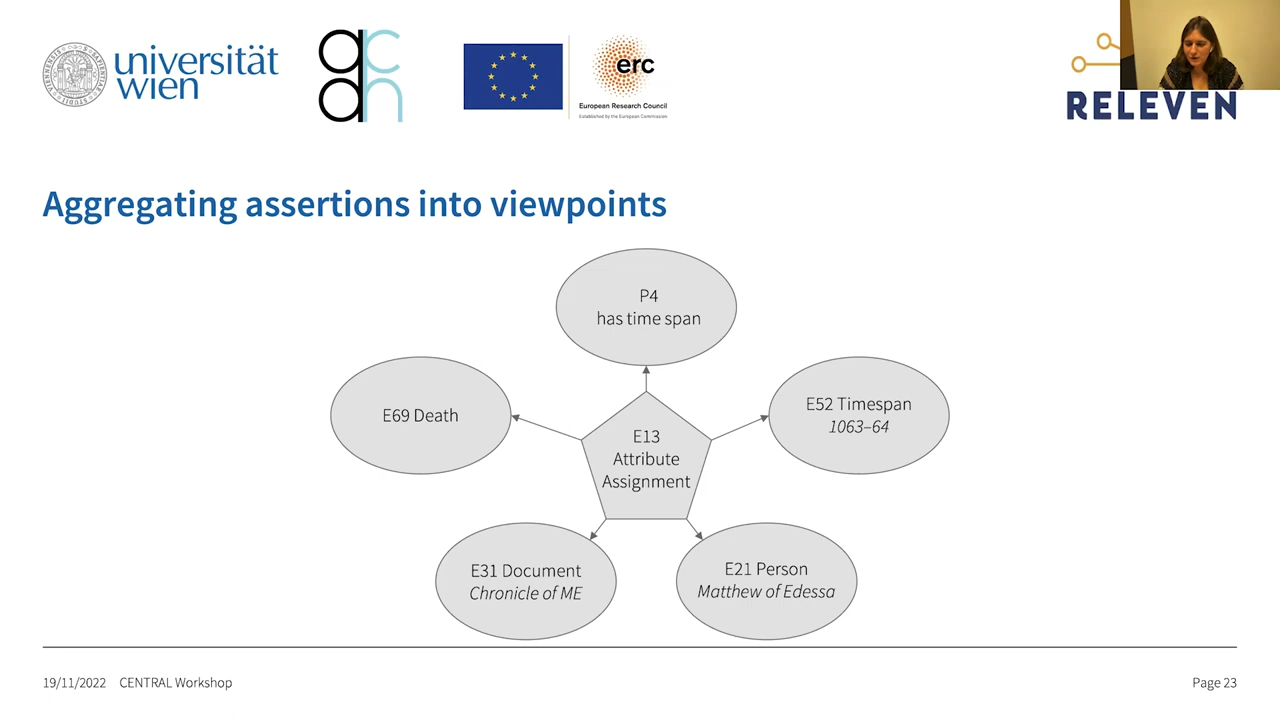 universität
wien
ac
dh
erc
European Research Council
Established by the European Commission
RELEVEN
Aggregating assertions into viewpoints
P4
has time span
E69 Death
E52 Timespan
1063–64
E13
Attribute
Assignment
E31 Document
Chronicle of ME
E21 Person
Matthew of Edessa
19/11/2022 CENTRAL Workshop
Page 23